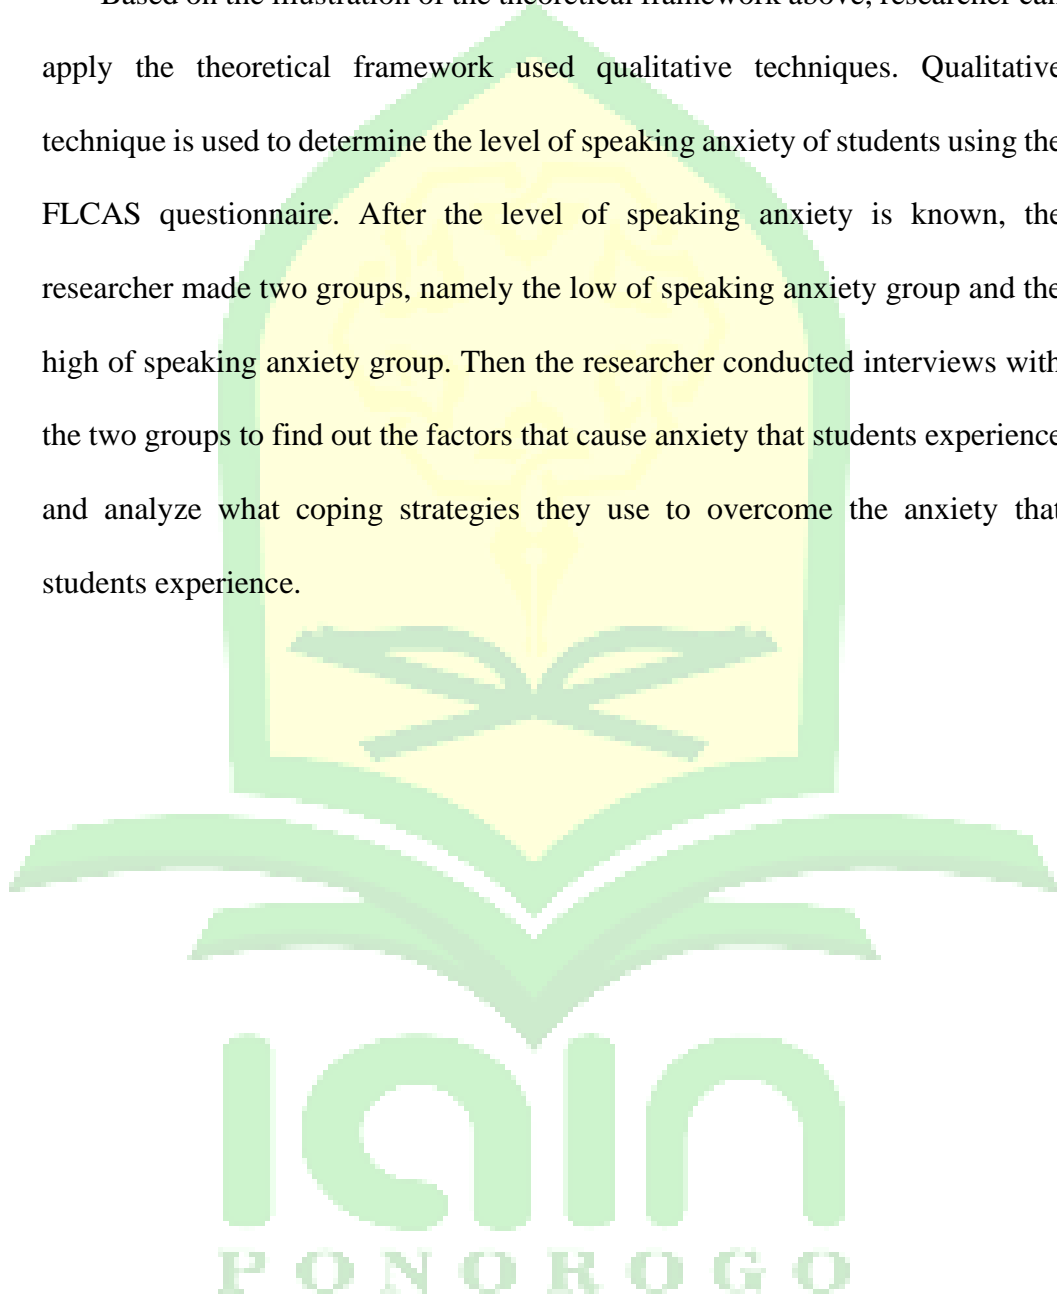 Based on the illustration of the theoretical framework above, researcher can
apply the theoretical framework used qualitative techniques. Qualitative
technique is used to determine the level of speaking anxiety of students using the
FLCAS questionnaire. After the level of speaking anxiety is known, the
researcher made two groups, namely the low of speaking anxiety group and the
high of speaking anxiety group. Then the researcher conducted interviews with
the two groups to find out the factors that cause anxiety that students experience
and analyze what coping strategies they use to overcome the anxiety that
students experience.
iain
PONOROGO